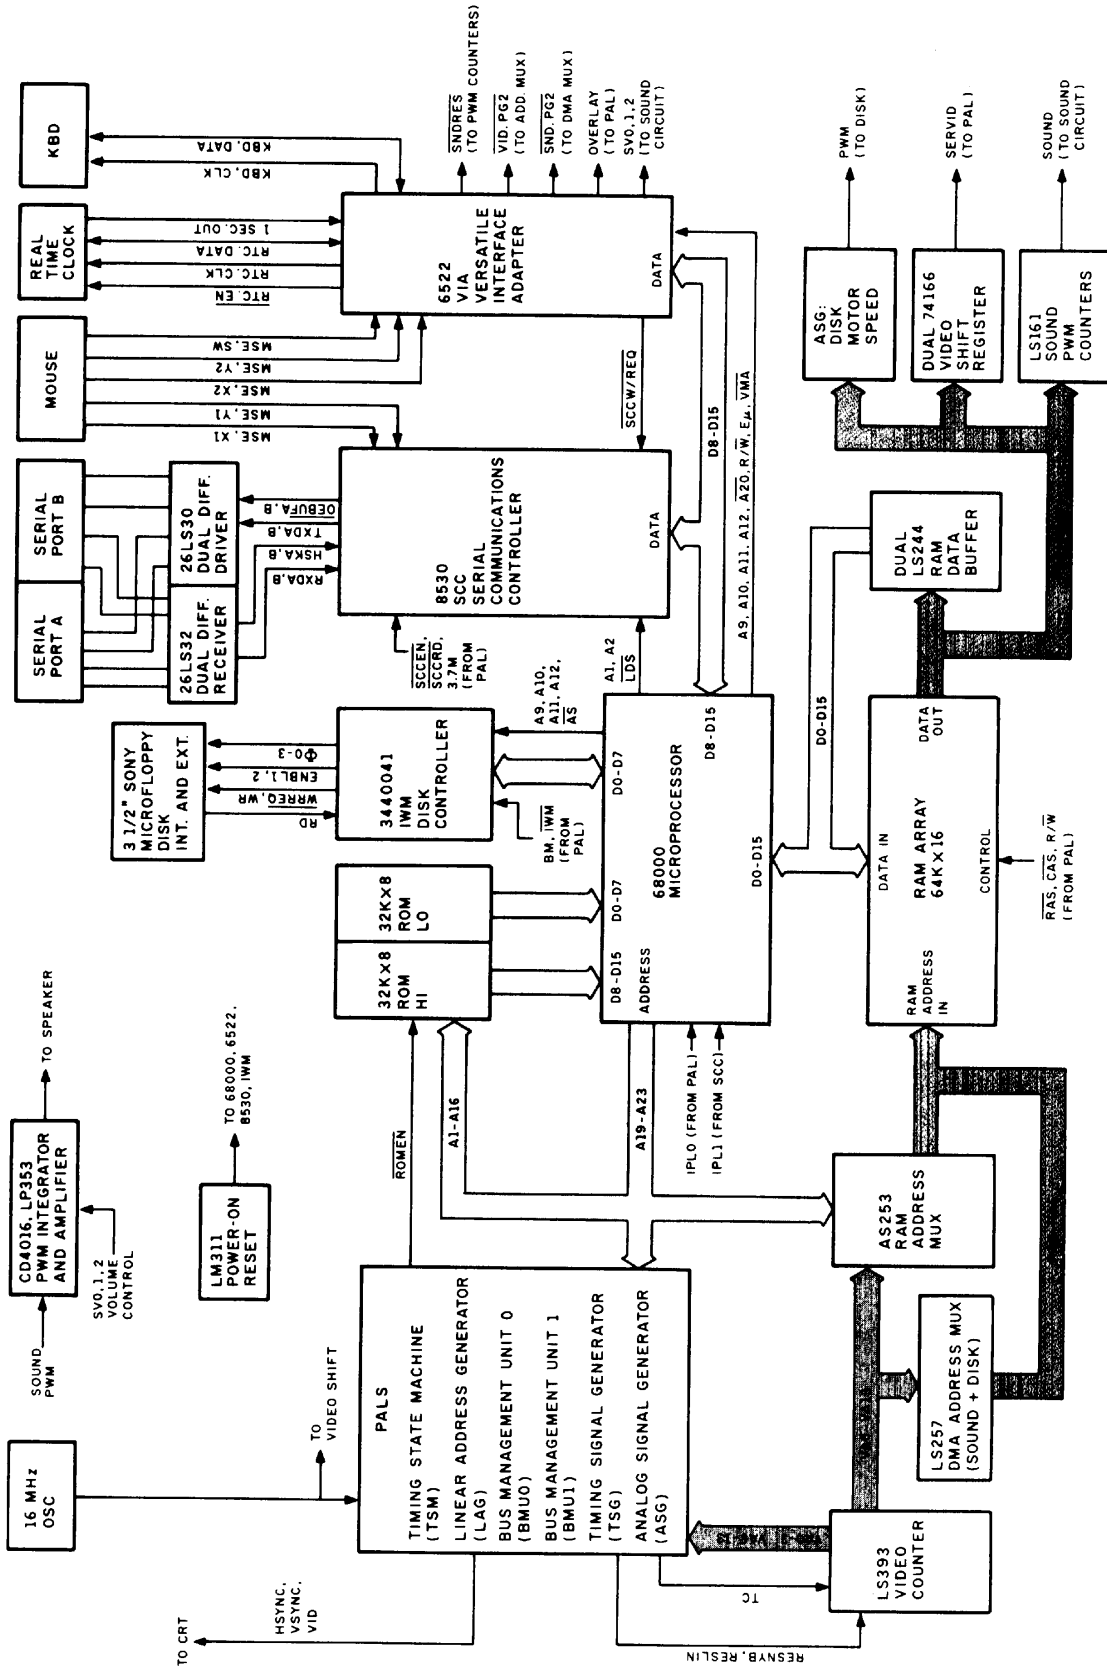 16 MHz
OSC
TO
VIDEO SHIFT
SOUND
PWM
CD4016, LP353
PWM INTEGRATOR
AND AMPLIFIER
TO SPEAKER
SV0,1,2
VOLUME
CONTROL
LM311
POWER-ON
RESET
TO 68000, 6522,
8530, IWM
3 1/2" SONY
MICROFLOPPY
DISK
INT. AND EXT.
RD
WRREQ, WR
ENBL1, 2
Φ0-3
SERIAL
PORT A
SERIAL
PORT B
26LS32
DUAL DIFF.
RECEIVER
26LS30
DUAL DIFF.
DRIVER
RXDA,B
HSKA,B
TXDA,B
OEBUFA,B
MOUSE
MSE.X1
MSE.Y1
MSE.X2
MSE.Y2
MSE.SW
REAL
TIME
CLOCK
RTC.EN
RTC.CLK
RTC.DATA
1 SEC.OUT
KBD
KBD.CLK
KBD.DATA
TO CRT
HSYNC,
VSYNC,
VID
PALS
TIMING STATE MACHINE
(TSM)
LINEAR ADDRESS GENERATOR
(LAG)
BUS MANAGEMENT UNIT 0
(BMU0)
BUS MANAGEMENT UNIT 1
(BMU1)
TIMING SIGNAL GENERATOR
(TSG)
ANALOG SIGNAL GENERATOR
(ASG)
ROMEN
A1-A16
32K×8
ROM
HI
32K×8
ROM
LO
D8-D15
D0-D7
3440041
IWM
DISK
CONTROLLER
BM, IWM
(FROM
PAL)
A9, A10,
A11, A12,
AS
D0-D7
8530
SCC
SERIAL
COMMUNICATIONS
CONTROLLER
DATA
SCCEN,
SCCRD,
3.7M
(FROM
PAL)
A1, A2
LDS
SCCW/REQ
6522
VIA
VERSATILE
INTERFACE
ADAPTER
DATA
SNDRES
(TO PWM COUNTERS)
VID.PG2
(TO ADD. MUX)
SND.PG2
(TO DMA MUX)
OVERLAY
(TO PAL)
SV0,1,2
(TO SOUND
CIRCUIT)
A19-A23
ADDRESS
68000
MICROPROCESSOR
D8-D15
D0-D15
IPL0 (FROM PAL)
IPL1 (FROM SCC)
D8-D15
A9, A10, A11, A12, A20, R/W, Eμ, VMA
RESNYB, RESLIN
TC
LS393
VIDEO
COUNTER
LS257
DMA ADDRESS MUX
(SOUND + DISK)
AS253
RAM
ADDRESS
MUX
RAM
ADDRESS
IN
DATA IN
RAM ARRAY
64K×16
CONTROL
DATA
OUT
RAS, CAS, R/W
(FROM PAL)
D0-D15
DUAL
LS244
RAM
DATA
BUFFER
ASG:
DISK
MOTOR
SPEED
PWM
(TO DISK)
DUAL 74166
VIDEO
SHIFT
REGISTER
SERVID
(TO PAL)
LS161
SOUND
PWM
COUNTERS
SOUND
(TO SOUND
CIRCUIT)